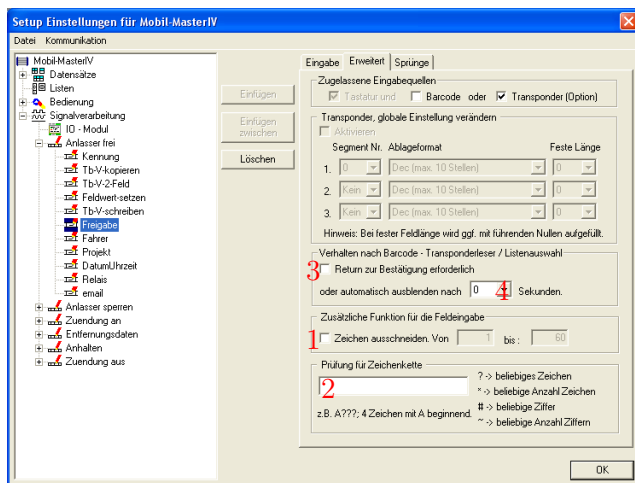 Setup Einstellungen für Mobil-MasterIV
Datei Kommunikation
Mobil-MasterIV
Datensätze
Listen
Bedienung
Signalverarbeitung
IO - Modul
Anlasser frei
Kennung
Tb-V-kopieren
Tb-V-2-Feld
Feldwert-setzen
Tb-V-schreiben
Freigabe
Fahrer
Projekt
DatumUhrzeit
Relais
email
Anlasser sperren
Zuendung an
Entfernungsdaten
Anhalten
Zuendung aus
Einfügen
Einfügen
zwischen
Löschen
Eingabe Erweitert Sprünge
Zugelassene Eingabequellen
Tastatur und Barcode oder Transponder (Option)
Transponder, globale Einstellung verändern
Aktivieren
Segment Nr. Ablageformat Feste Länge
1. 0 Dec (max. 10 Stellen) 0
2. Kein Dec (max. 10 Stellen) 0
3. Kein Dec (max. 10 Stellen) 0
Hinweis: Bei fester Feldlänge wird ggf. mit führenden Nullen aufgefüllt.
Verhalten nach Barcode - Transponderleser / Listenauswahl
3 Return zur Bestätigung erforderlich
oder automatisch ausblenden nach 0 4 Sekunden.
Zusätzliche Funktion für die Feldeingabe
1 Zeichen ausschneiden. Von 1 bis : 60
Prüfung für Zeichenkette
2
z.B. A???; 4 Zeichen mit A beginnend.
? -> beliebiges Zeichen
* -> beliebige Anzahl Zeichen
# -> beliebige Ziffer
~ -> beliebige Anzahl Ziffern
OK